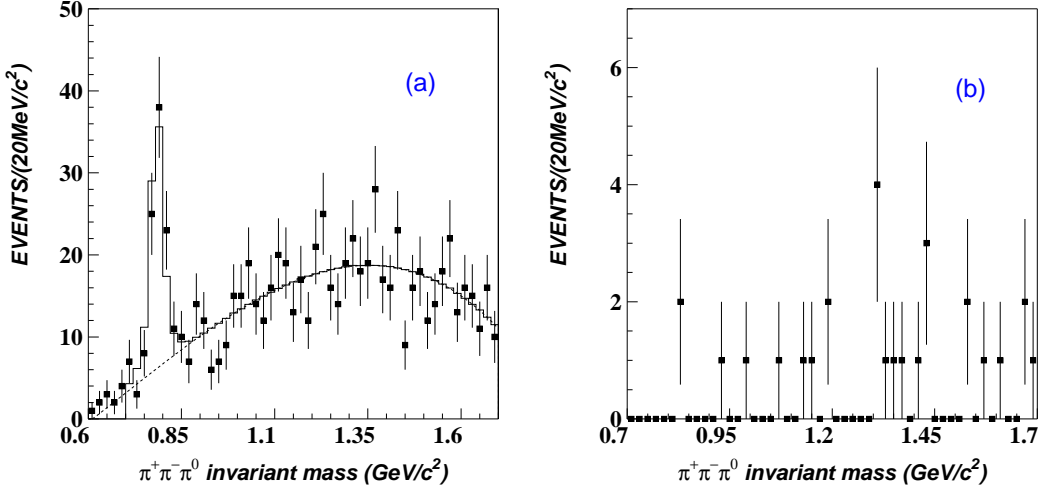 50
40
30
20
10
0
EVENTS/(20MeV/c²)
(a)
0.6 0.85 1.1 1.35 1.6
π⁺π⁻π⁰ invariant mass (GeV/c²)
6
4
2
0
EVENTS/(20MeV/c²)
(b)
0.7 0.95 1.2 1.45 1.7
π⁺π⁻π⁰ invariant mass (GeV/c²)